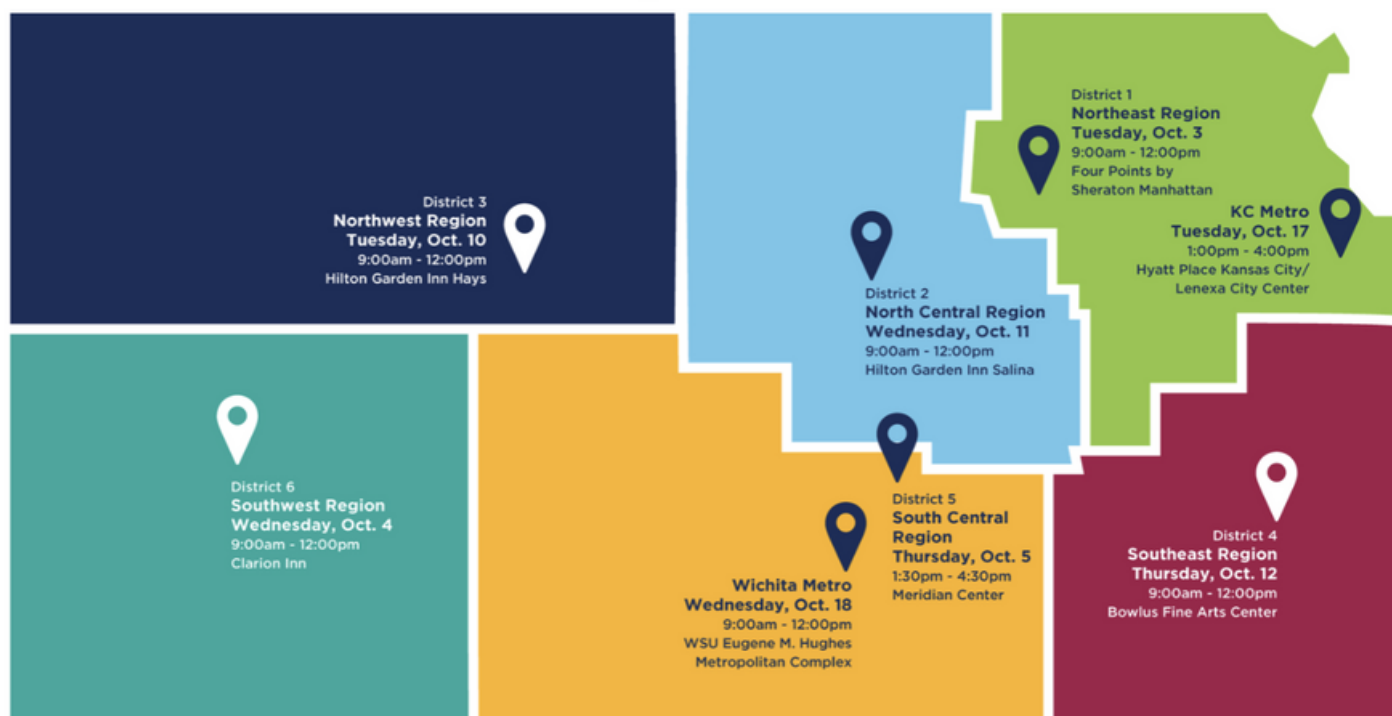 District 1
Northeast Region
Tuesday, Oct. 3
9:00am - 12:00pm
Four Points by
Sheraton Manhattan
KC Metro
Tuesday, Oct. 17
1:00pm - 4:00pm
Hyatt Place Kansas City/
Lenexa City Center
District 3
Northwest Region
Tuesday, Oct. 10
9:00am - 12:00pm
Hilton Garden Inn Hays
District 2
North Central Region
Wednesday, Oct. 11
9:00am - 12:00pm
Hilton Garden Inn Salina
District 6
Southwest Region
Wednesday, Oct. 4
9:00am - 12:00pm
Clarion Inn
District 5
South Central
Region
Thursday, Oct. 5
1:30pm - 4:30pm
Meridian Center
Wichita Metro
Wednesday, Oct. 18
9:00am - 12:00pm
WSU Eugene M. Hughes
Metropolitan Complex
District 4
Southeast Region
Thursday, Oct. 12
9:00am - 12:00pm
Bowlus Fine Arts Center